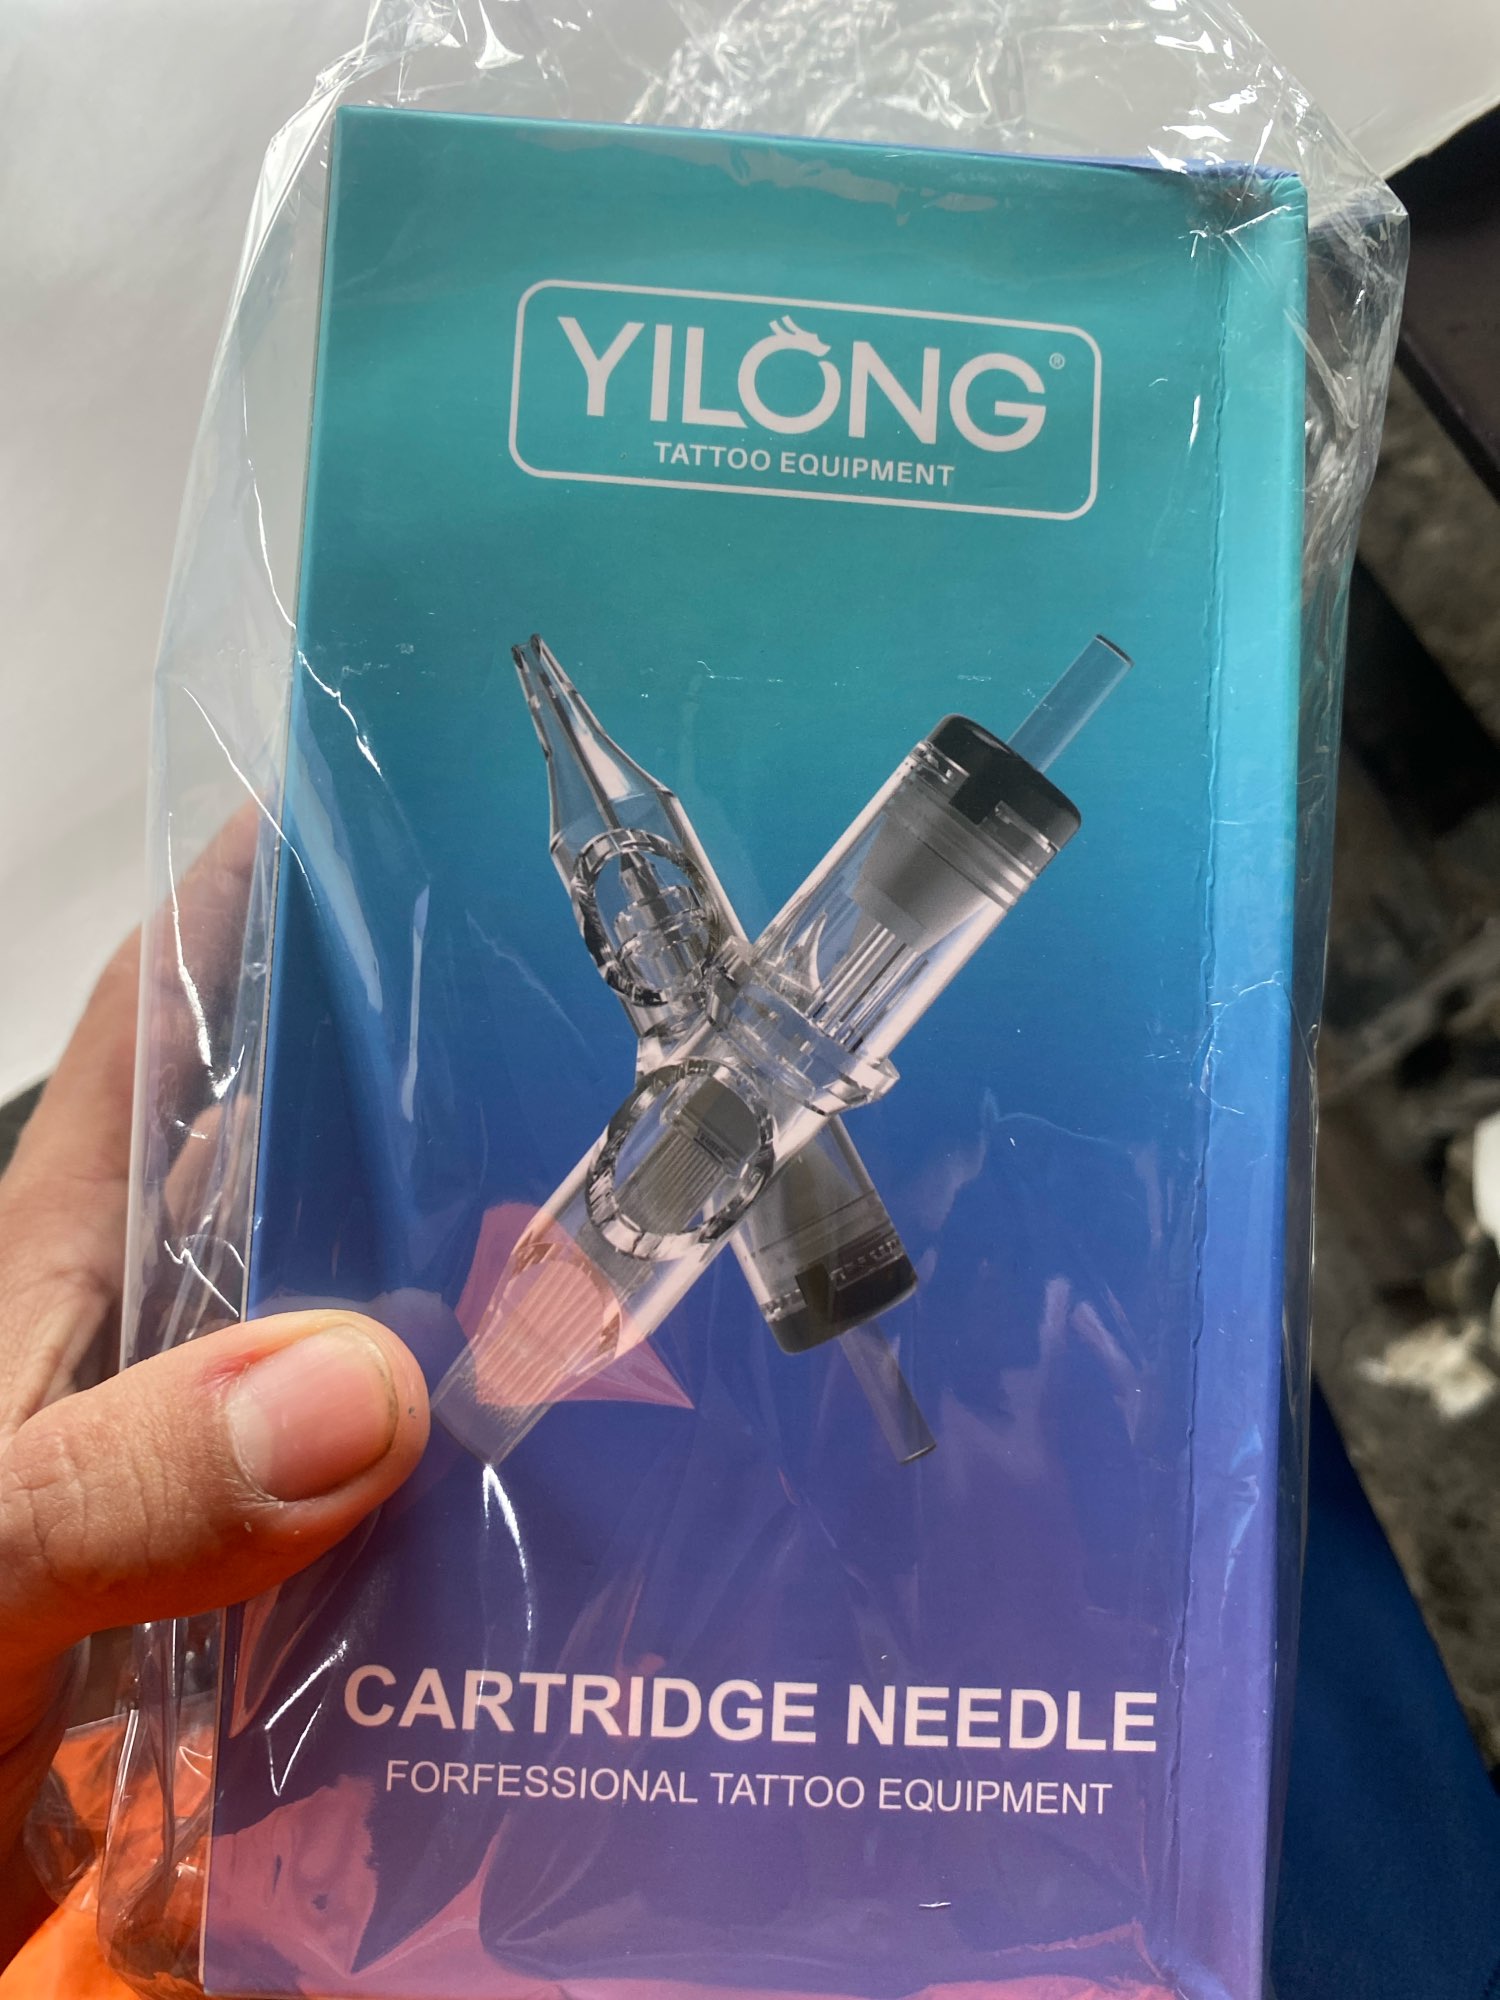 YILONG®
TATTOO EQUIPMENT
CARTRIDGE NEEDLE
FORFESSIONAL TATTOO EQUIPMENT